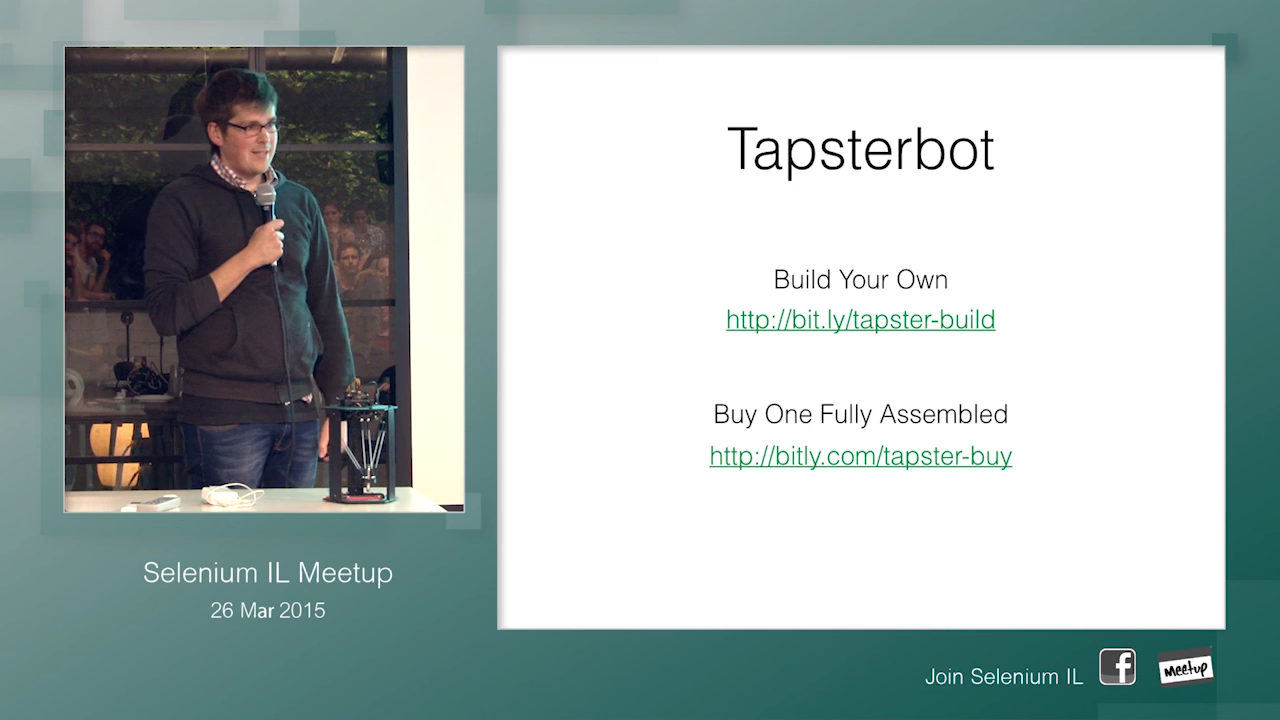 Tapsterbot
Build Your Own
http://bit.ly/tapster-build
Buy One Fully Assembled
http://bitly.com/tapster-buy
Selenium IL Meetup
26 Mar 2015
Join Selenium IL
f
Meetup